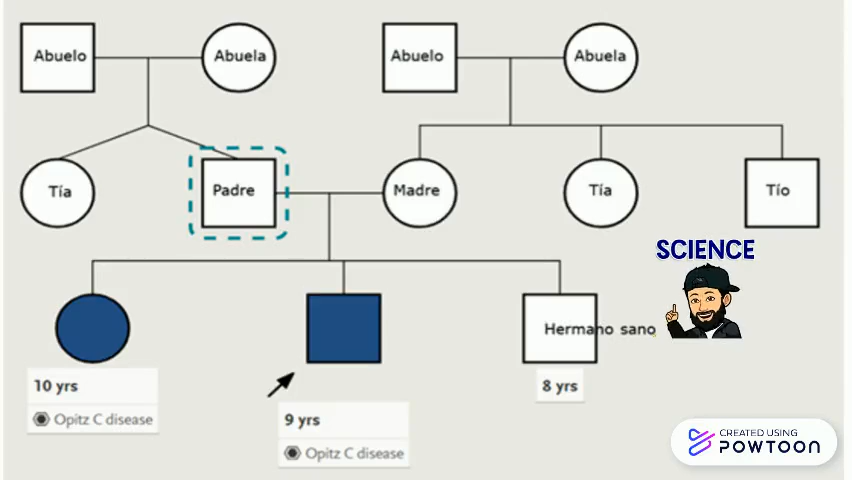 Abuelo
Abuela
Abuelo
Abuela
Tía
Padre
Madre
Tía
Tío
SCIENCE
Hermano sano
10 yrs
Opitz C disease
9 yrs
Opitz C disease
8 yrs
CREATED USING
POWTOON